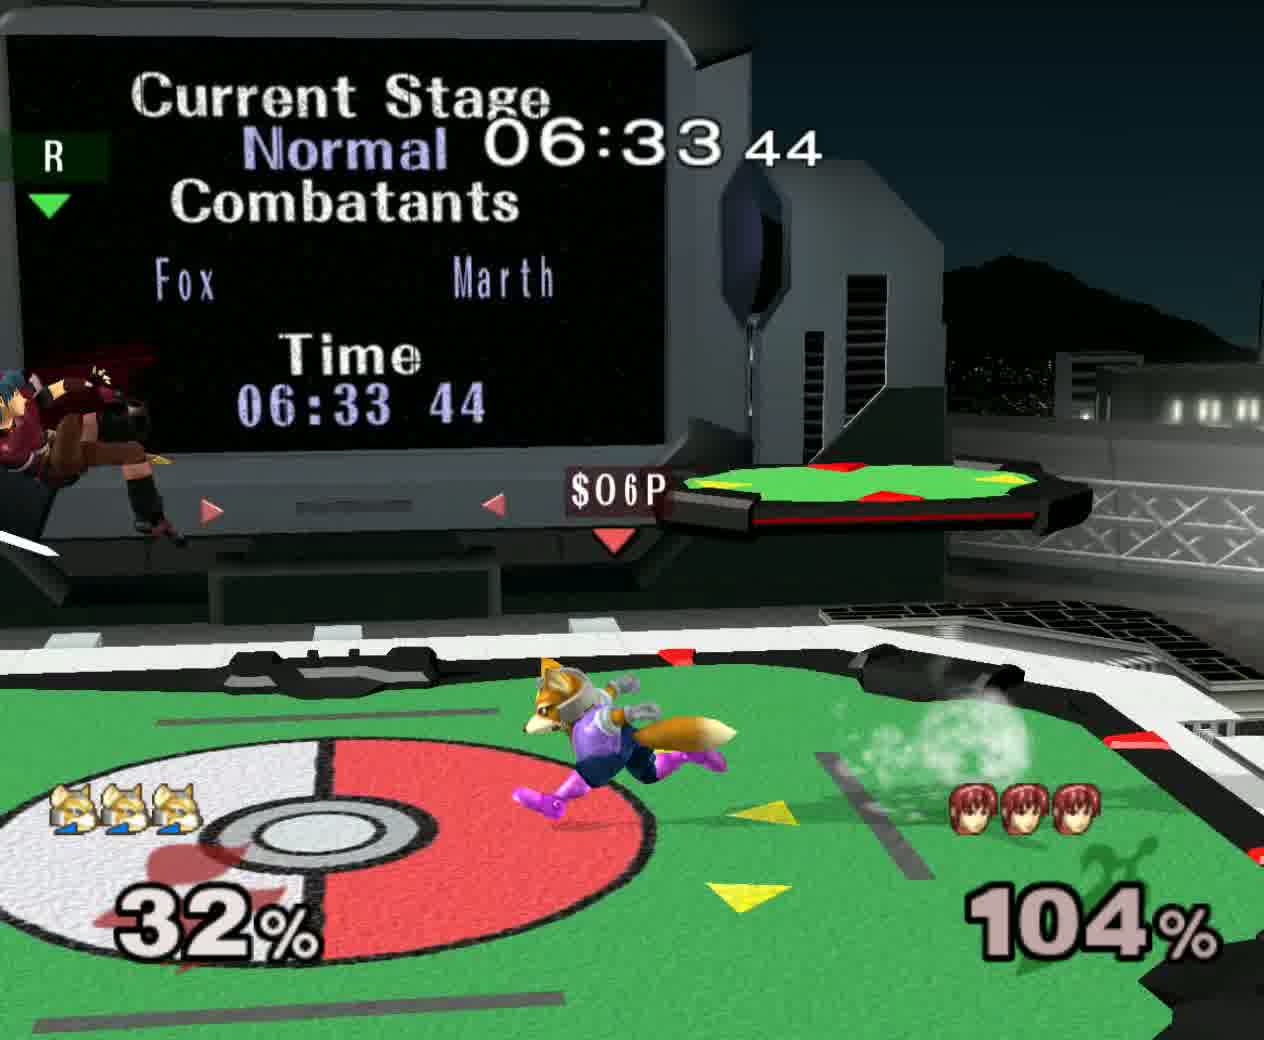 Current Stage
Normal
06:33 44
R
Combatants
Fox Marth
Time
06:33 44
$06P
32%
104%